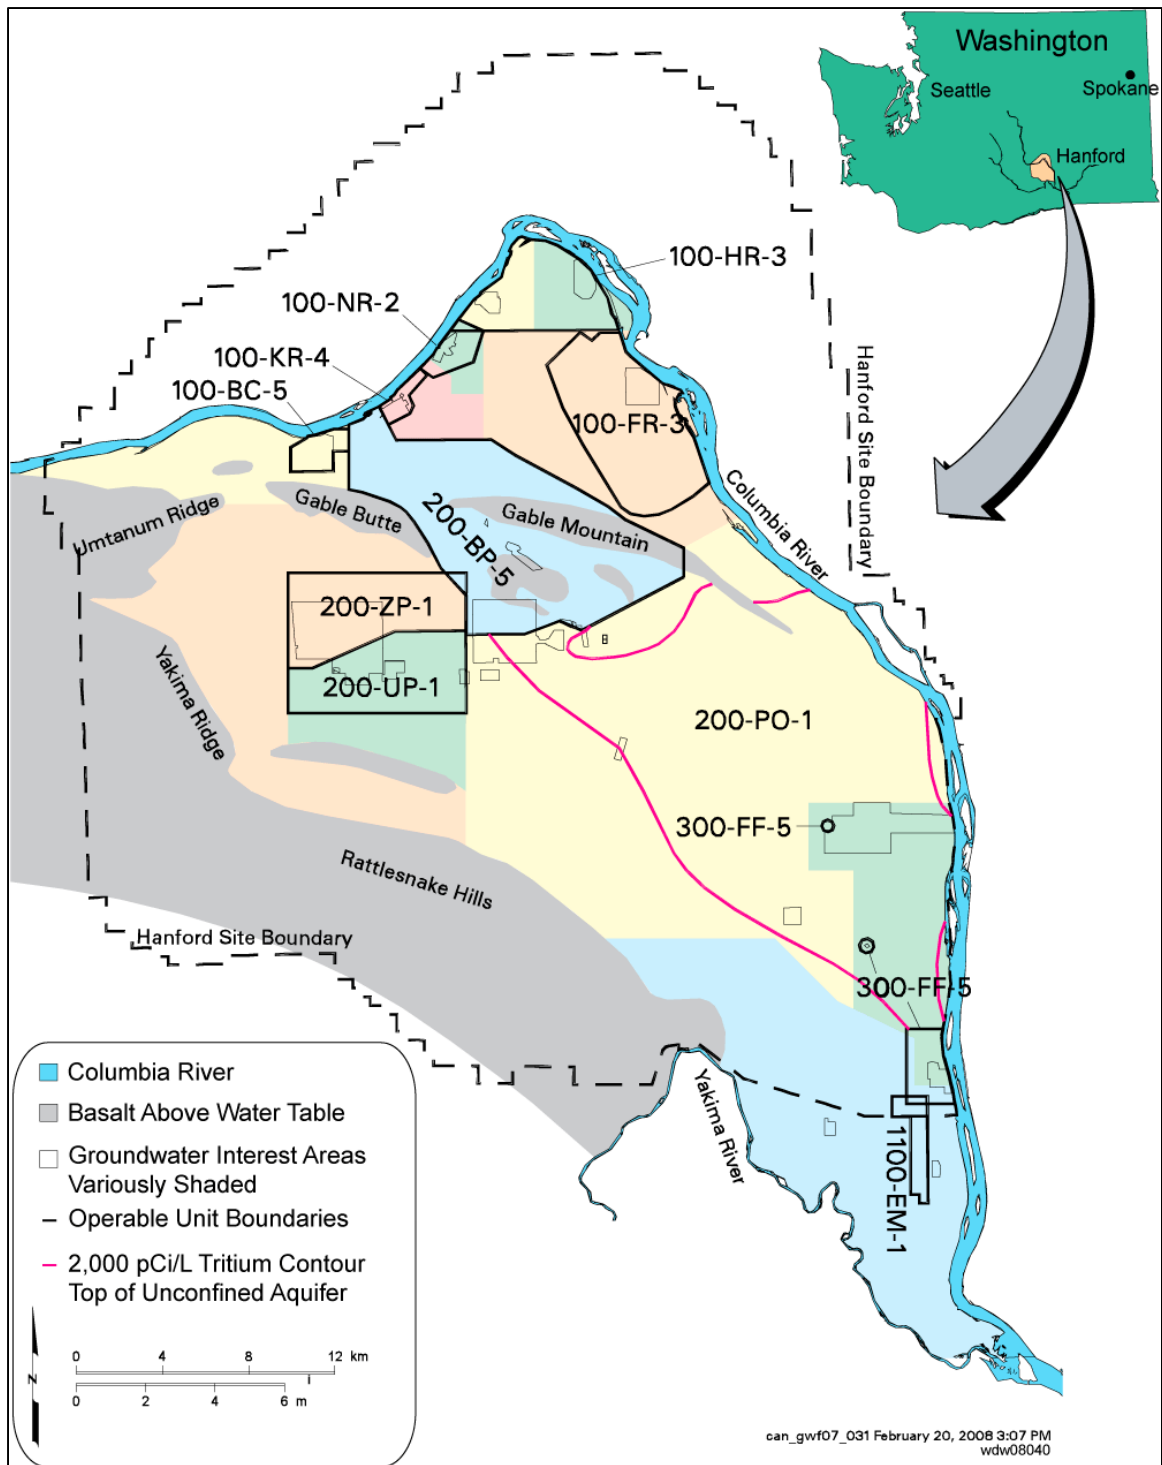 Washington
Seattle
Spokane
Hanford
100-HR-3
100-NR-2
100-KR-4
100-BC-5
100-FR-3
Hanford Site Boundary
Columbia River
Umtanum Ridge
Gable Butte
Gable Mountain
200-BP-5
200-ZP-1
200-UP-1
Yakima Ridge
200-PO-1
300-FF-5
Rattlesnake Hills
Hanford Site Boundary
300-FF-5
Yakima River
1100-EM-1
Columbia River
Basalt Above Water Table
Groundwater Interest Areas
Variously Shaded
Operable Unit Boundaries
2,000 pCi/L Tritium Contour
Top of Unconfined Aquifer
N
0 4 8 12 km
0 2 4 6 m i
can_gwf07_031 February 20, 2008 3:07 PM
wdw08040